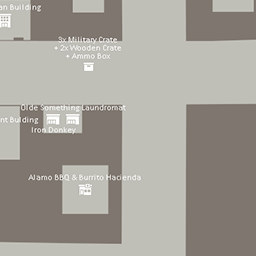 an Building
3x Military Crate
+ 2x Wooden Crate
+ Ammo Box
Olde Something Laundromat
nt Building
Iron Donkey
Alamo BBQ & Burrito Hacienda